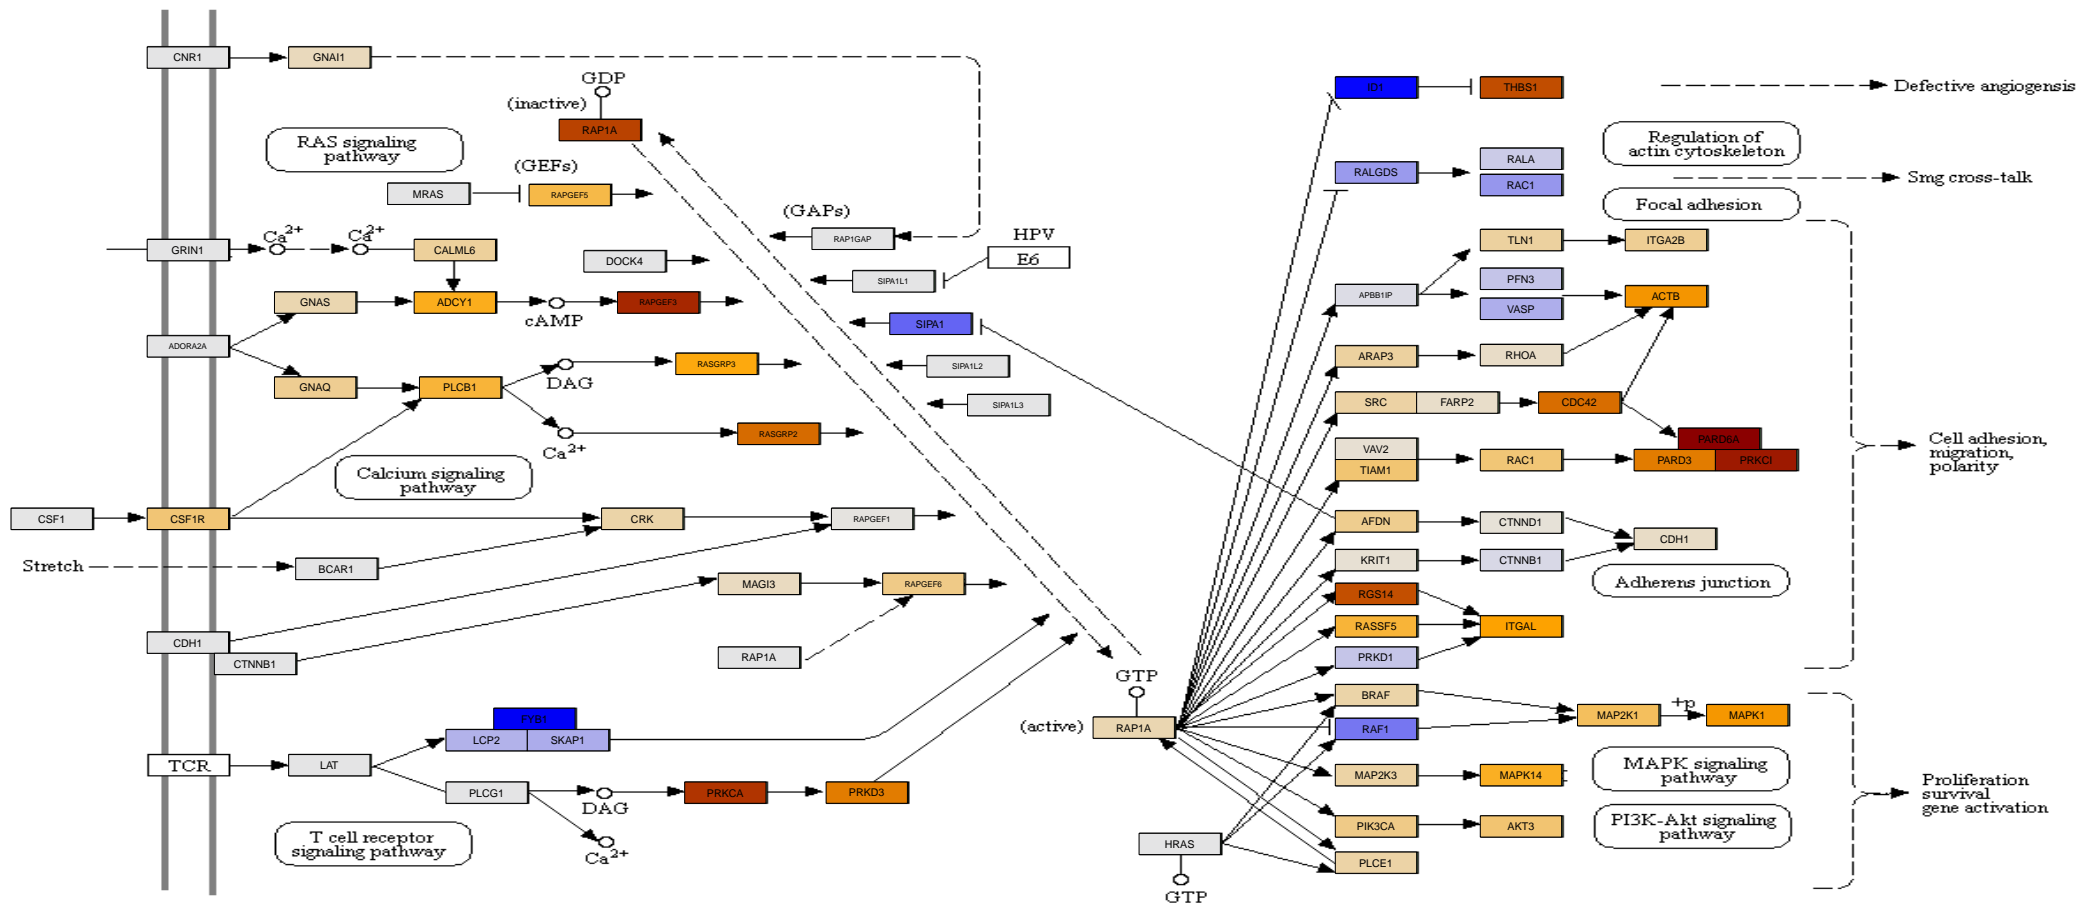 CNR1
GNAI1
GDP
(inactive)
RAP1A
RAS signaling
pathway
(GEFs)
MRAS
RAPGEF5
(GAPs)
RAP1GAP
HPV
E6
GRIN1
Ca2+
Ca2+
CALML6
DOCK4
SIPA1L1
GNAS
ADCY1
cAMP
RAPGEF3
SIPA1
ADORA2A
GNAQ
PLCB1
DAG
RASGRP3
SIPA1L2
SIPA1L3
Ca2+
RASGRP2
Calcium signaling
pathway
CSF1
CSF1R
CRK
RAPGEF1
Stretch
BCAR1
MAGI3
RAPGEF6
CDH1
CTNNB1
RAP1A
FYB1
LCP2
SKAP1
TCR
LAT
PLCG1
DAG
PRKCA
PRKD3
Ca2+
T cell receptor
signaling pathway
GTP
(active)
RAP1A
HRAS
GTP
ID1
THBS1
Defective angiogensis
Regulation of
actin cytoskeleton
RALGDS
RALA
RAC1
Smg cross-talk
Focal adhesion
TLN1
ITGA2B
APBB1IP
PFN3
VASP
ACTB
ARAP3
RHOA
SRC
FARP2
CDC42
VAV2
TIAM1
RAC1
PARD6A
PARD3
PRKCI
Cell adhesion,
migration,
polarity
AFDN
CTNND1
CDH1
KRIT1
CTNNB1
Adherens junction
RGS14
RASSF5
ITGAL
PRKD1
BRAF
RAF1
MAP2K1
+p
MAPK1
MAP2K3
MAPK14
MAPK signaling
pathway
Prolifiration
survival
gene activation
PIK3CA
AKT3
PI3K-Akt signaling
pathway
PLCE1